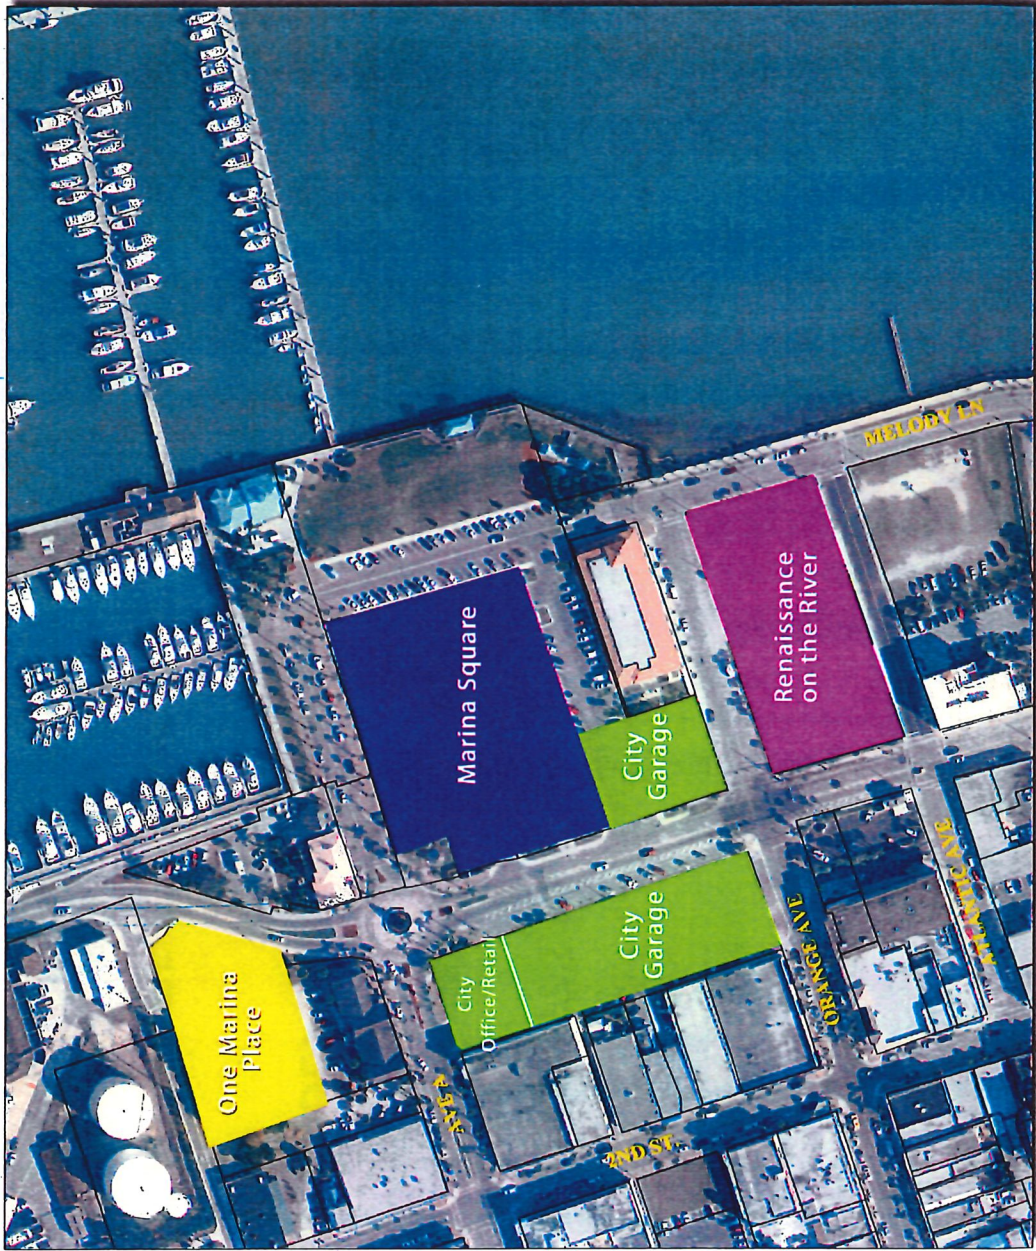 One Marina
Place
Marina Square
City
Office/Retail
City
Garage
City
Garage
Renaissance
on the River
MELODY LN
AVE A
2ND ST.
ORANGE AVE
ATLANTIC AVE